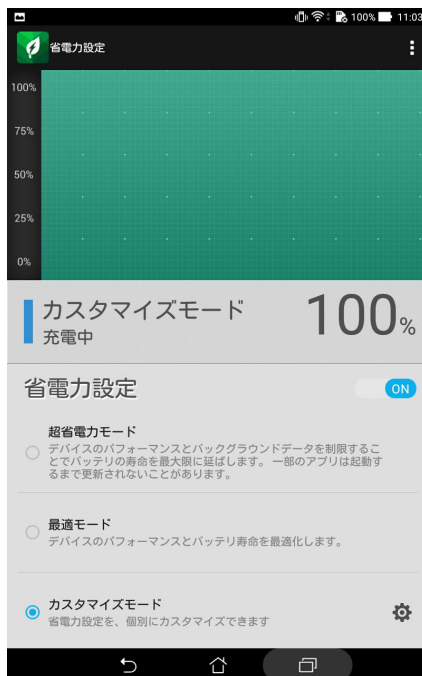 100% 11:03
省電力設定
100%
75%
50%
25%
0%
カスタマイズモード
充電中
100%
省電力設定
ON
超省電力モード
デバイスのパフォーマンスとバックグラウンドデータを制限するこ
とでバッテリの寿命を最大限に延ばします。 一部のアプリは起動す
るまで更新されないことがあります。
最適モード
デバイスのパフォーマンスとバッテリ寿命を最適化します。
カスタマイズモード
省電力設定を、個別にカスタマイズできます